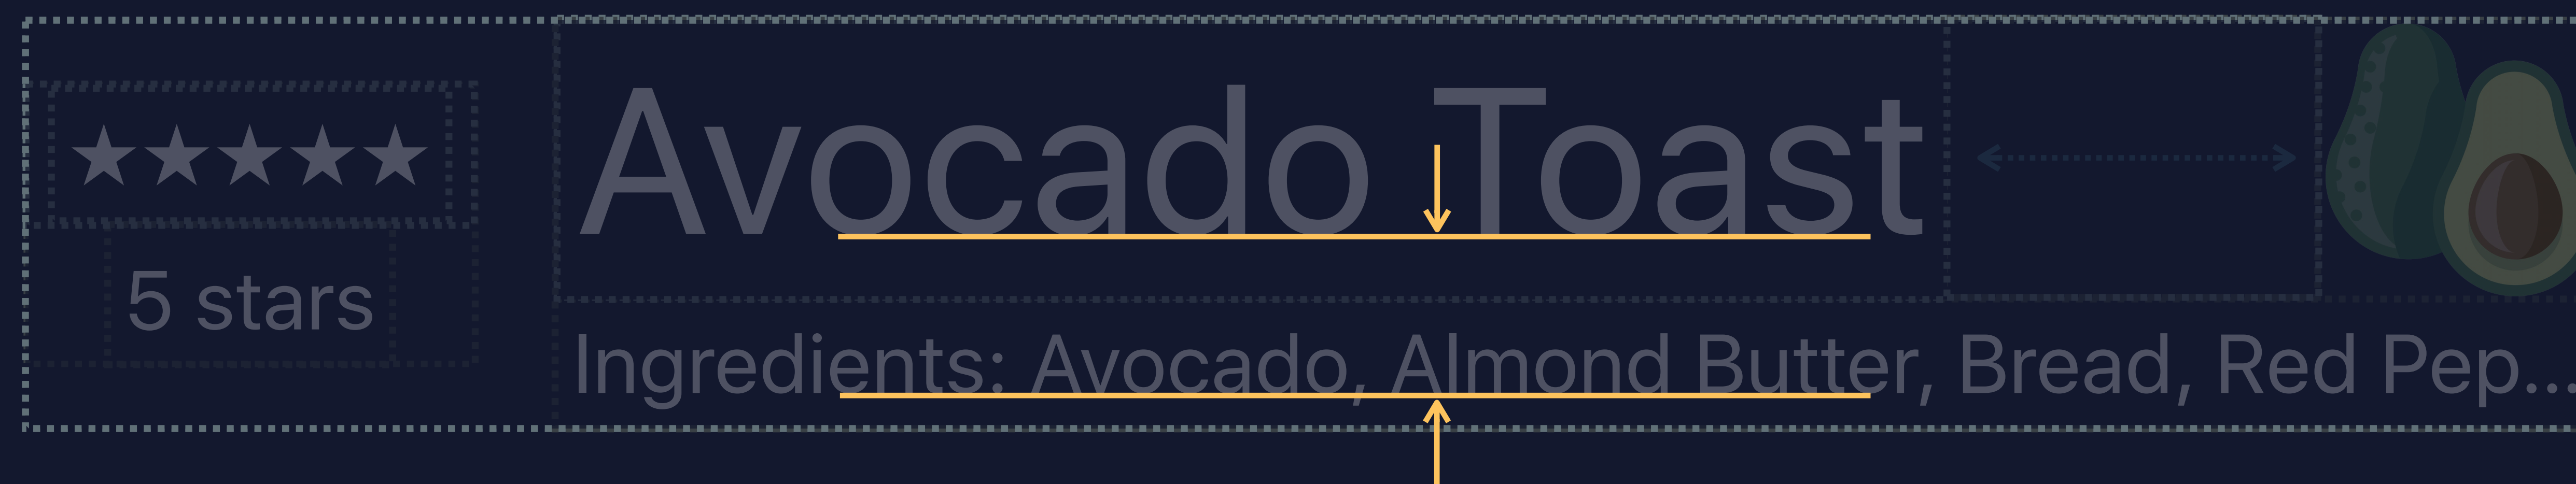 ★★★★★
5 stars
Avocado Toast
Ingredients: Avocado, Almond Butter, Bread, Red Pep...